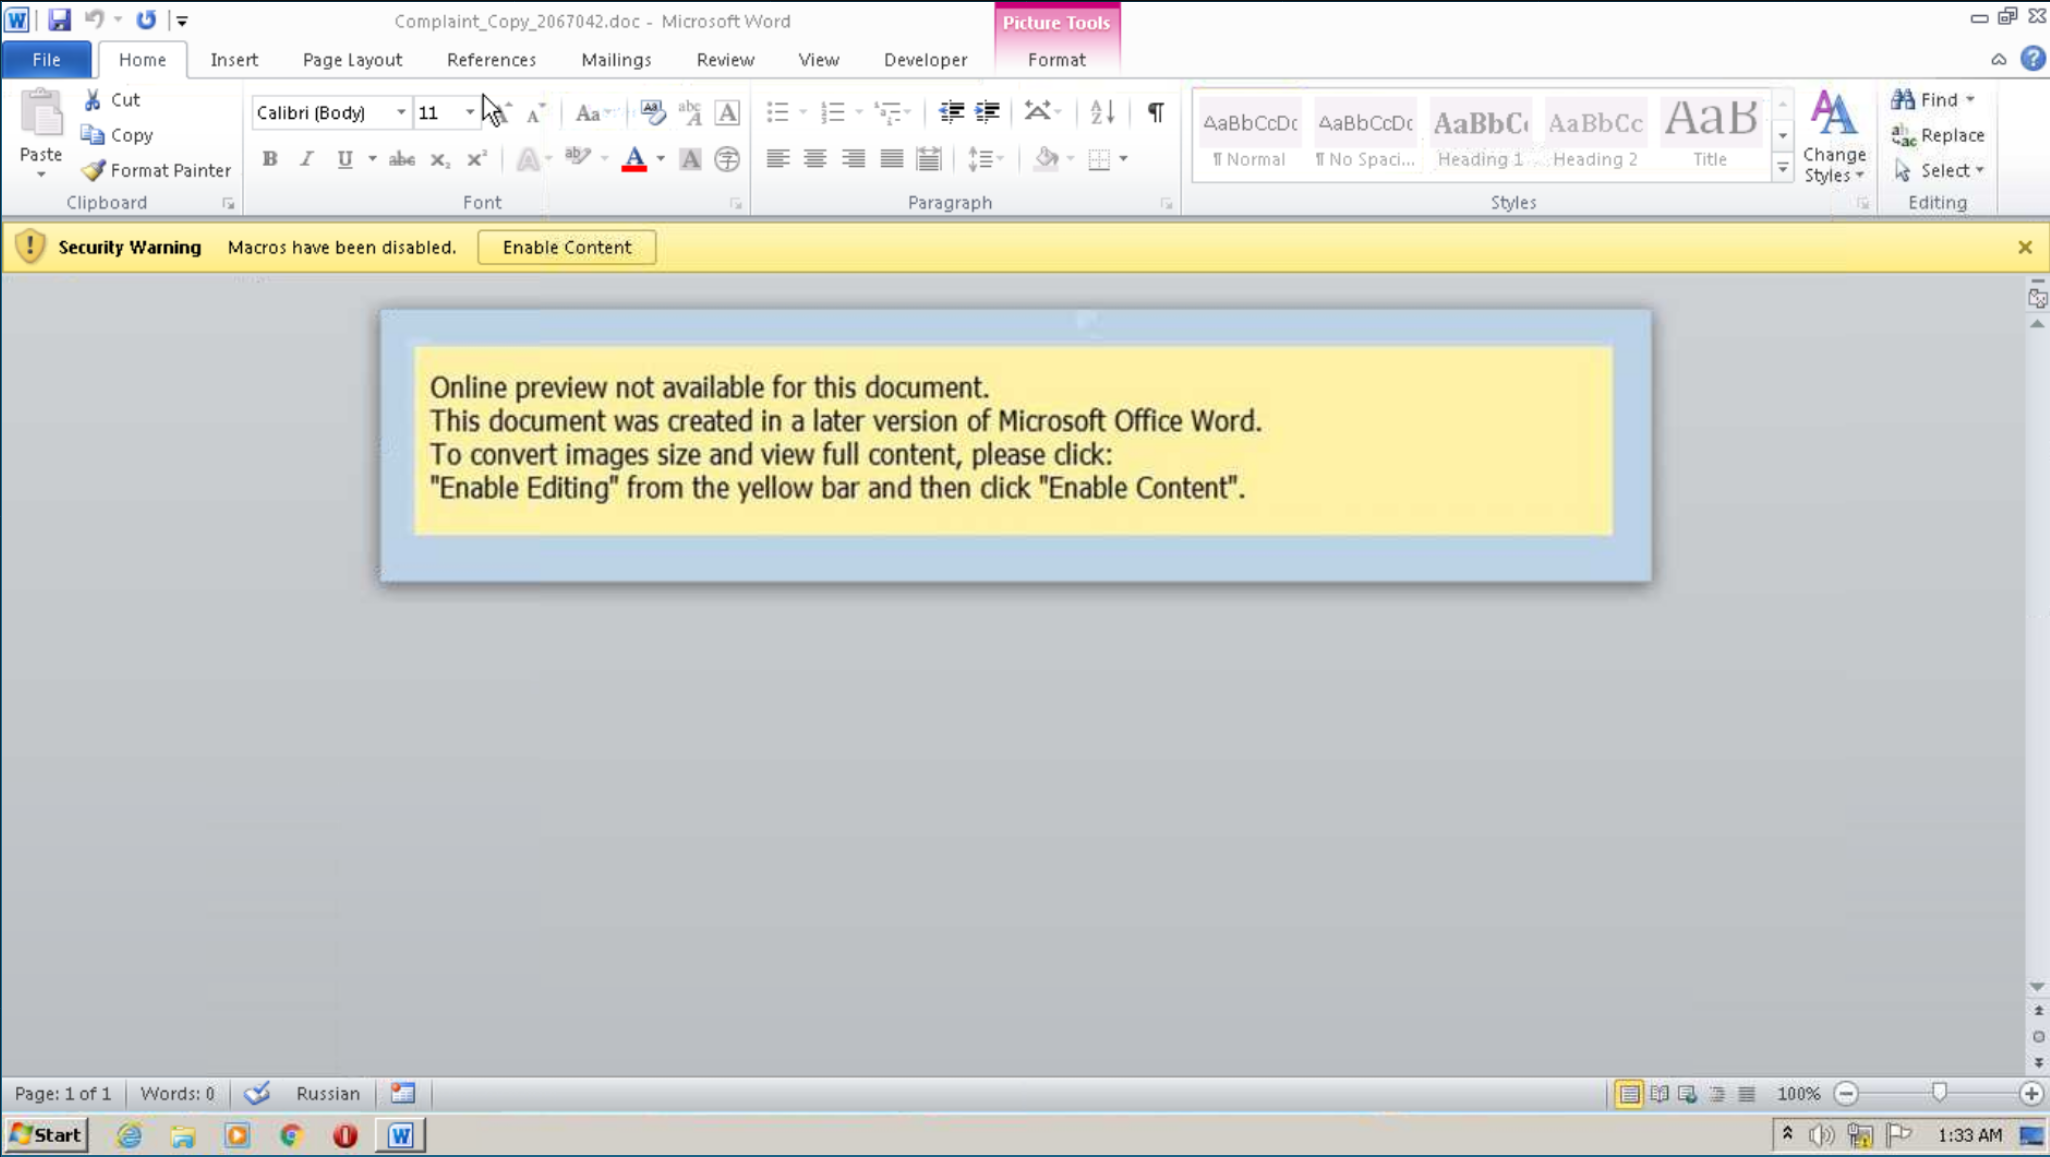 Complaint_Copy_2067042.doc - Microsoft Word
Picture Tools
File Home Insert Page Layout References Mailings Review View Developer Format
Paste
Cut
Copy
Format Painter
Clipboard
Calibri (Body) 11
Font
Paragraph
AaBbCcDc AaBbCcDc AaBbC AaBbCc AaB
¶ Normal ¶ No Spaci... Heading 1 Heading 2 Title
Change Styles
Styles
Find
Replace
Select
Editing
Security Warning Macros have been disabled. Enable Content
Online preview not available for this document.
This document was created in a later version of Microsoft Office Word.
To convert images size and view full content, please click:
"Enable Editing" from the yellow bar and then click "Enable Content".
Page: 1 of 1 Words: 0 Russian 100%
Start 1:33 AM